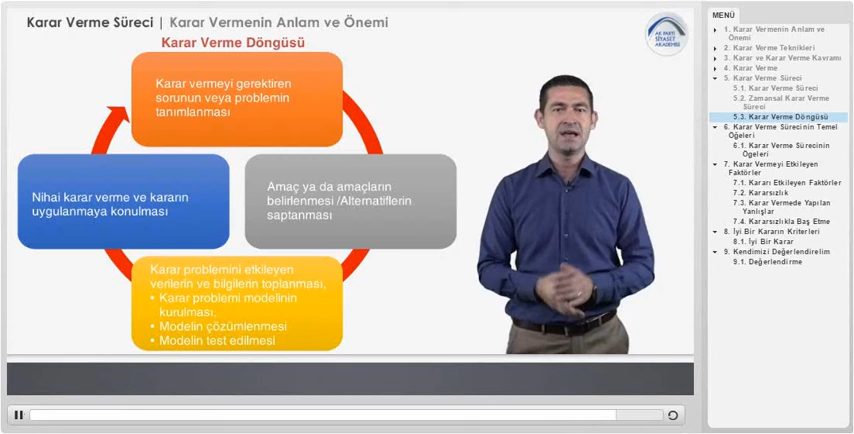 Karar Verme Süreci | Karar Vermenin Anlam ve Önemi
Karar Verme Döngüsü
AK PARTİ
SİYASET
AKADEMİSİ
Karar vermeyi gerektiren
sorunun veya problemin
tanımlanması
Amaç ya da amaçların
belirlenmesi /Alternatiflerin
saptanması
Karar problemini etkileyen
verilerin ve bilgilerin toplanması,
• Karar problemi modelinin
kurulması,
• Modelin çözümlenmesi
• Modelin test edilmesi
Nihai karar verme ve kararın
uygulanmaya konulması
MENÜ
1. Karar Vermenin Anlam ve
Önemi
2. Karar Verme Teknikleri
3. Karar ve Karar Verme Kavramı
4. Karar Verme
5. Karar Verme Süreci
5.1. Karar Verme Süreci
5.2. Zamansal Karar Verme
Süreci
5.3. Karar Verme Döngüsü
6. Karar Verme Sürecinin Temel
Öğeleri
6.1. Karar Verme Sürecinin
Ögeleri
7. Karar Vermeyi Etkileyen
Faktörler
7.1. Kararı Etkileyen Faktörler
7.2. Kararsızlık
7.3. Karar Vermede Yapılan
Yanlışlar
7.4. Kararsızlıkla Baş Etme
8. İyi Bir Kararın Kriterleri
8.1. İyi Bir Karar
9. Kendimizi Değerlendirelim
9.1. Değerlendirme